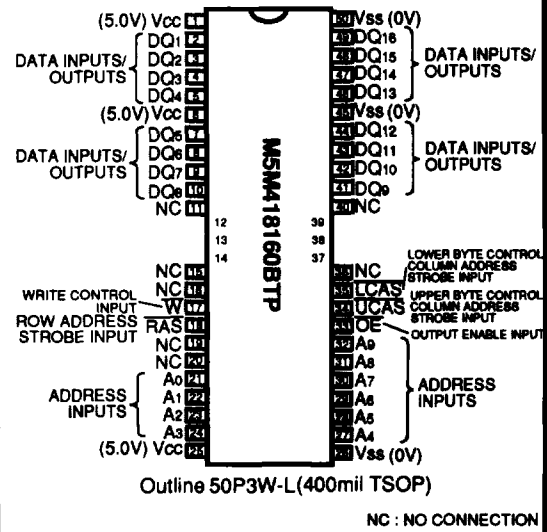 (5.0V) Vcc 1
DQ1 2
DQ2 3
DQ3 4
DQ4 5
DATA INPUTS/
OUTPUTS
(5.0V) Vcc 6
DQ5 7
DQ6 8
DQ7 9
DQ8 10
DATA INPUTS/
OUTPUTS
NC 11
12
13
14
NC 15
NC 16
WRITE CONTROL
INPUT
W 17
ROW ADDRESS
STROBE INPUT
RAS 18
NC 19
NC 20
A0 21
A1 22
A2 23
A3 24
ADDRESS
INPUTS
(5.0V) Vcc 25
M5M418160BTP
50 Vss (0V)
49 DQ16
48 DQ15
47 DQ14
46 DQ13
DATA INPUTS/
OUTPUTS
45 Vss (0V)
44 DQ12
43 DQ11
42 DQ10
41 DQ9
DATA INPUTS/
OUTPUTS
40 NC
39
38
37
36 NC
35 LCAS
LOWER BYTE CONTROL
COLUMN ADDRESS
STROBE INPUT
34 UCAS
UPPER BYTE CONTROL
COLUMN ADDRESS
STROBE INPUT
33 OE
OUTPUT ENABLE INPUT
32 A9
31 A8
30 A7
29 A6
28 A5
27 A4
ADDRESS
INPUTS
26 Vss (0V)
Outline 50P3W-L(400mil TSOP)
NC : NO CONNECTION